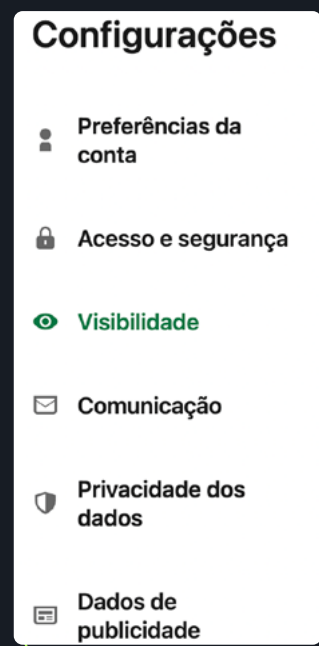 Configurações
Preferências da
conta
Acesso e segurança
Visibilidade
Comunicação
Privacidade dos
dados
Dados de
publicidade